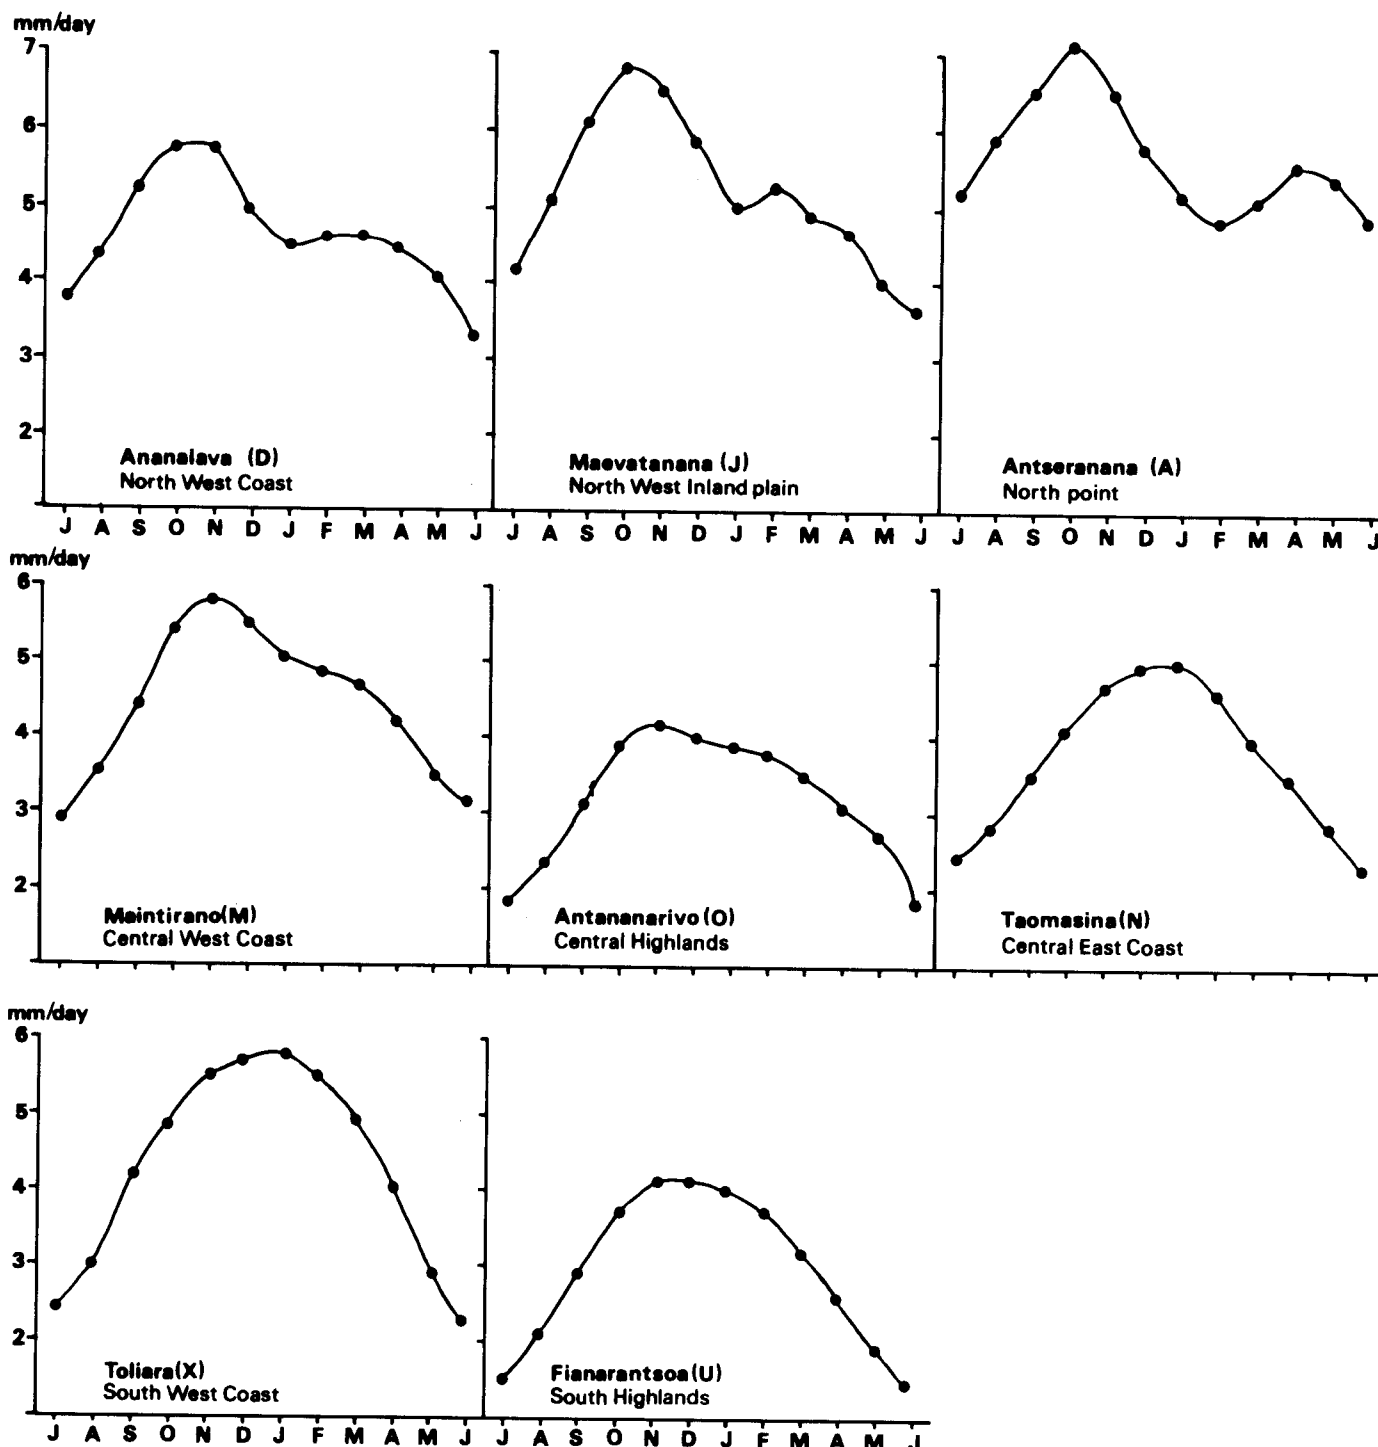 mm/day
7
6
5
4
3
2
Analalava (D)
North West Coast
Maevatanana (J)
North West Inland plain
Antseranana (A)
North point
J A S O N D J F M A M J
J A S O N D J F M A M J
J A S O N D J F M A M J
mm/day
6
5
4
3
2
Maintirano(M)
Central West Coast
Antananarivo (O)
Central Highlands
Taomasina(N)
Central East Coast
mm/day
6
5
4
3
2
Toliara(X)
South West Coast
Fianarantsoa (U)
South Highlands
J A S O N D J F M A M J
J A S O N D J F M A M J